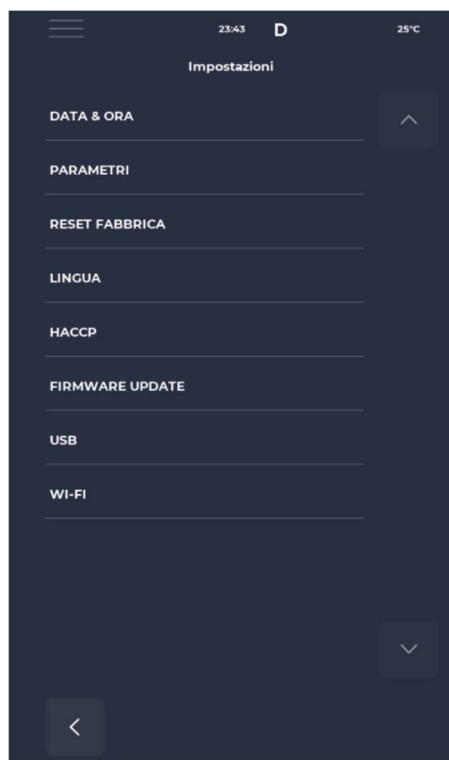 23:43 D 25°C
Impostazioni
DATA & ORA
PARAMETRI
RESET FABBRICA
LINGUA
HACCP
FIRMWARE UPDATE
USB
WI-FI